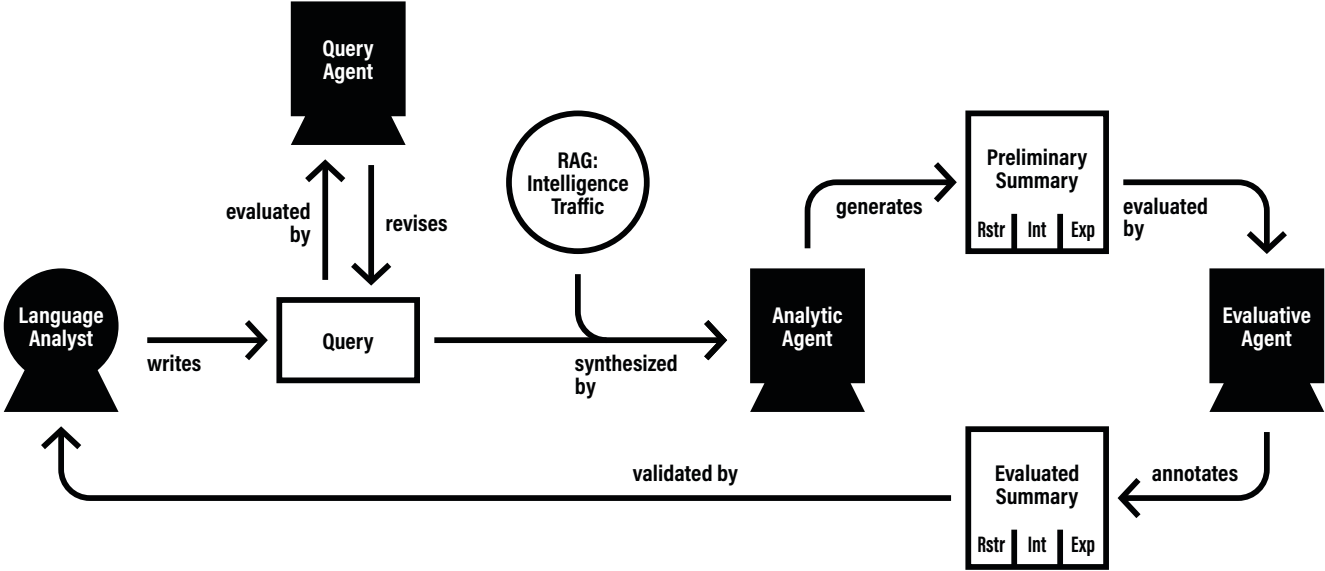 Query
Agent
evaluated
by
revises
RAG:
Intelligence
Traffic
Language
Analyst
writes
Query
synthesized
by
Analytic
Agent
generates
Preliminary
Summary
Rstr Int Exp
evaluated
by
Evaluative
Agent
annotates
Evaluated
Summary
Rstr Int Exp
validated by